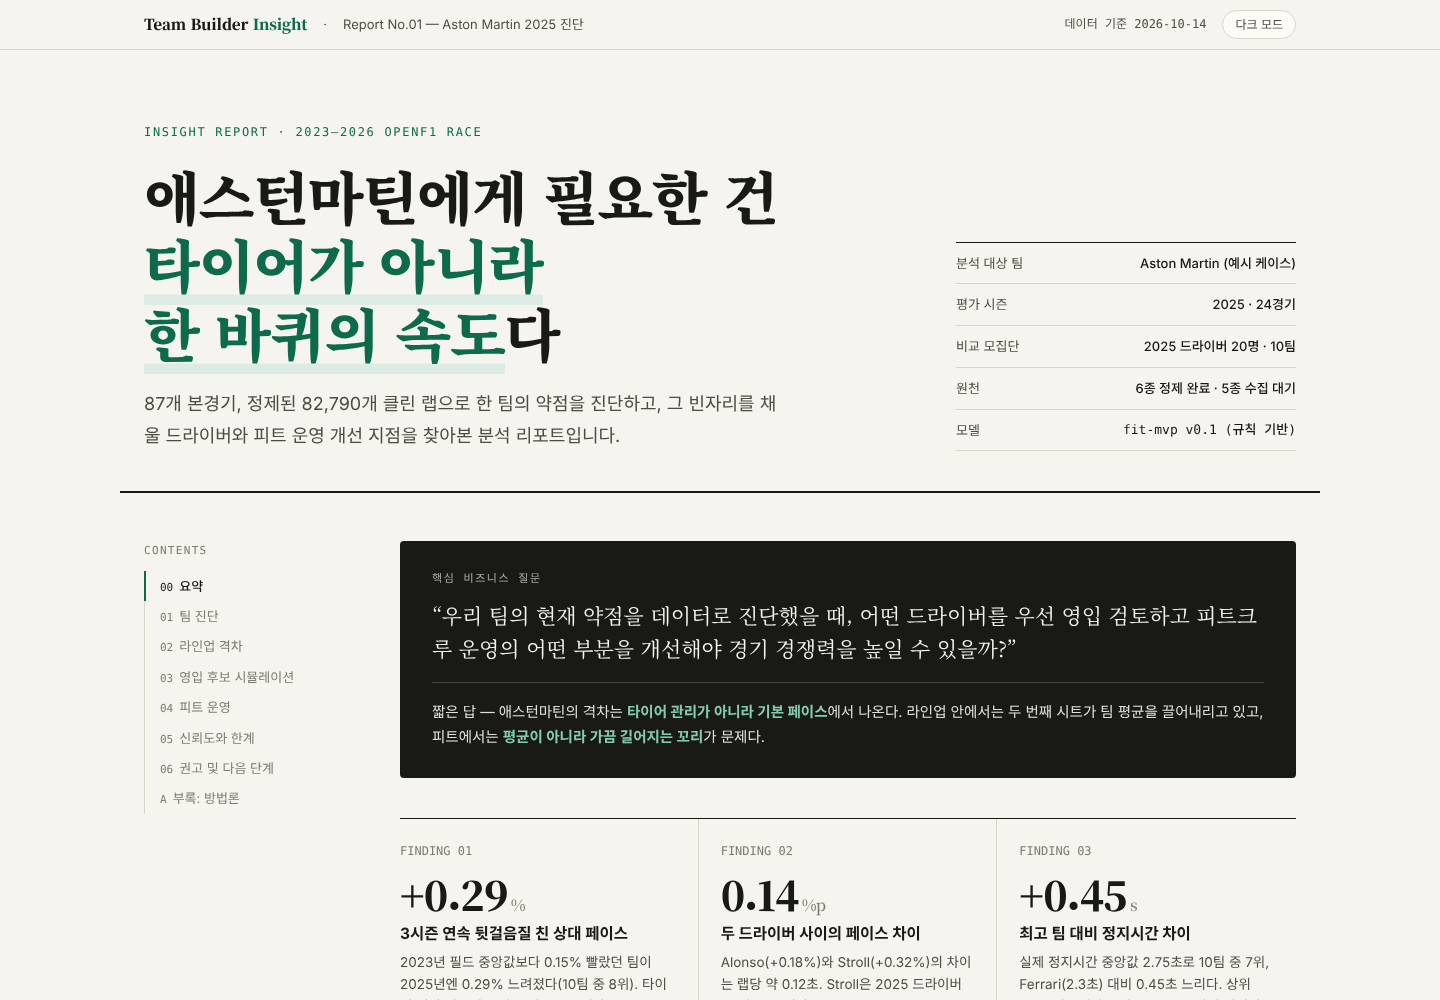 Team Builder Insight · Report No.01 — Aston Martin 2025 진단
데이터 기준 2026-10-14
다크 모드
INSIGHT REPORT · 2023—2026 OPENF1 RACE
애스턴마틴에게 필요한 건
타이어가 아니라
한 바퀴의 속도다
87개 본경기, 정제된 82,790개 클린 랩으로 한 팀의 약점을 진단하고, 그 빈자리를 채
울 드라이버와 피트 운영 개선 지점을 찾아본 분석 리포트입니다.
분석 대상 팀 Aston Martin (예시 케이스)
평가 시즌 2025 · 24경기
비교 모집단 2025 드라이버 20명 · 10팀
원천 6종 정제 완료 · 5종 수집 대기
모델 fit-mvp v0.1 (규칙 기반)
CONTENTS
00 요약
01 팀 진단
02 라인업 격차
03 영입 후보 시뮬레이션
04 피트 운영
05 신뢰도와 한계
06 권고 및 다음 단계
A 부록: 방법론
핵심 비즈니스 질문
“우리 팀의 현재 약점을 데이터로 진단했을 때, 어떤 드라이버를 우선 영입 검토하고 피트크
루 운영의 어떤 부분을 개선해야 경기 경쟁력을 높일 수 있을까?”
짧은 답 — 애스턴마틴의 격차는 타이어 관리가 아니라 기본 페이스에서 나온다. 라인업 안에서는 두 번째 시트가 팀 평균을 끌어내리고 있고,
피트에서는 평균이 아니라 가끔 길어지는 꼬리가 문제다.
FINDING 01
+0.29 %
3시즌 연속 뒷걸음질 친 상대 페이스
2023년 필드 중앙값보다 0.15% 빨랐던 팀이
2025년엔 0.29% 느려졌다(10팀 중 8위). 타이
FINDING 02
0.14 %p
두 드라이버 사이의 페이스 차이
Alonso(+0.18%)와 Stroll(+0.32%)의 차이
는 랩당 약 0.12초. Stroll은 2025 드라이버
FINDING 03
+0.45 s
최고 팀 대비 정지시간 차이
실제 정지시간 중앙값 2.75초로 10팀 중 7위,
Ferrari(2.3초) 대비 0.45초 느리다. 상위